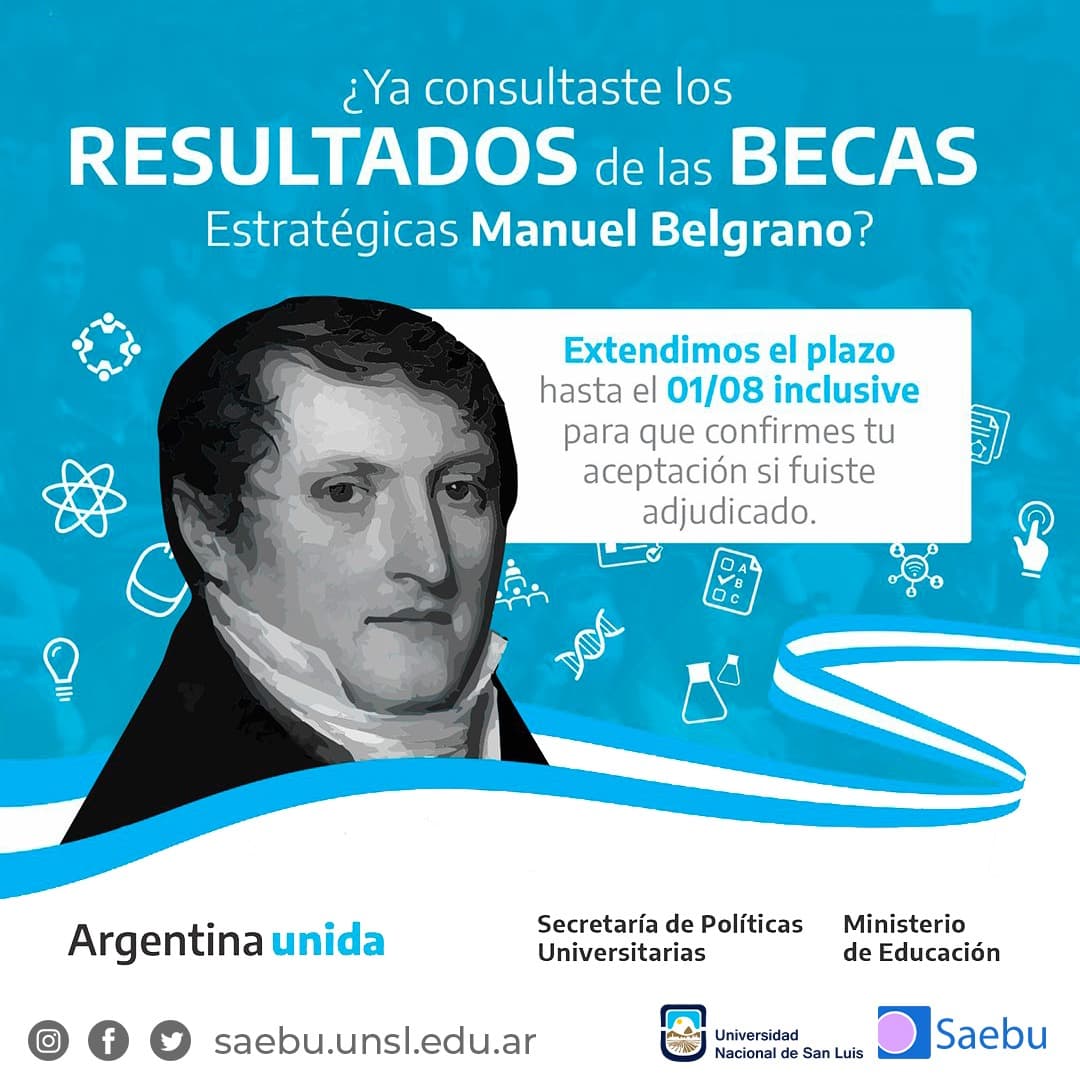 ¿Ya consultaste los
RESULTADOS de las BECAS
Estratégicas Manuel Belgrano?
Extendimos el plazo
hasta el 01/08 inclusive
para que confirmes tu
aceptación si fuiste
adjudicado.
A
B
C
Argentina unida
Secretaría de Políticas
Universitarias
Ministerio
de Educación
saebu.unsl.edu.ar
Universidad
Nacional de San Luis
Saebu